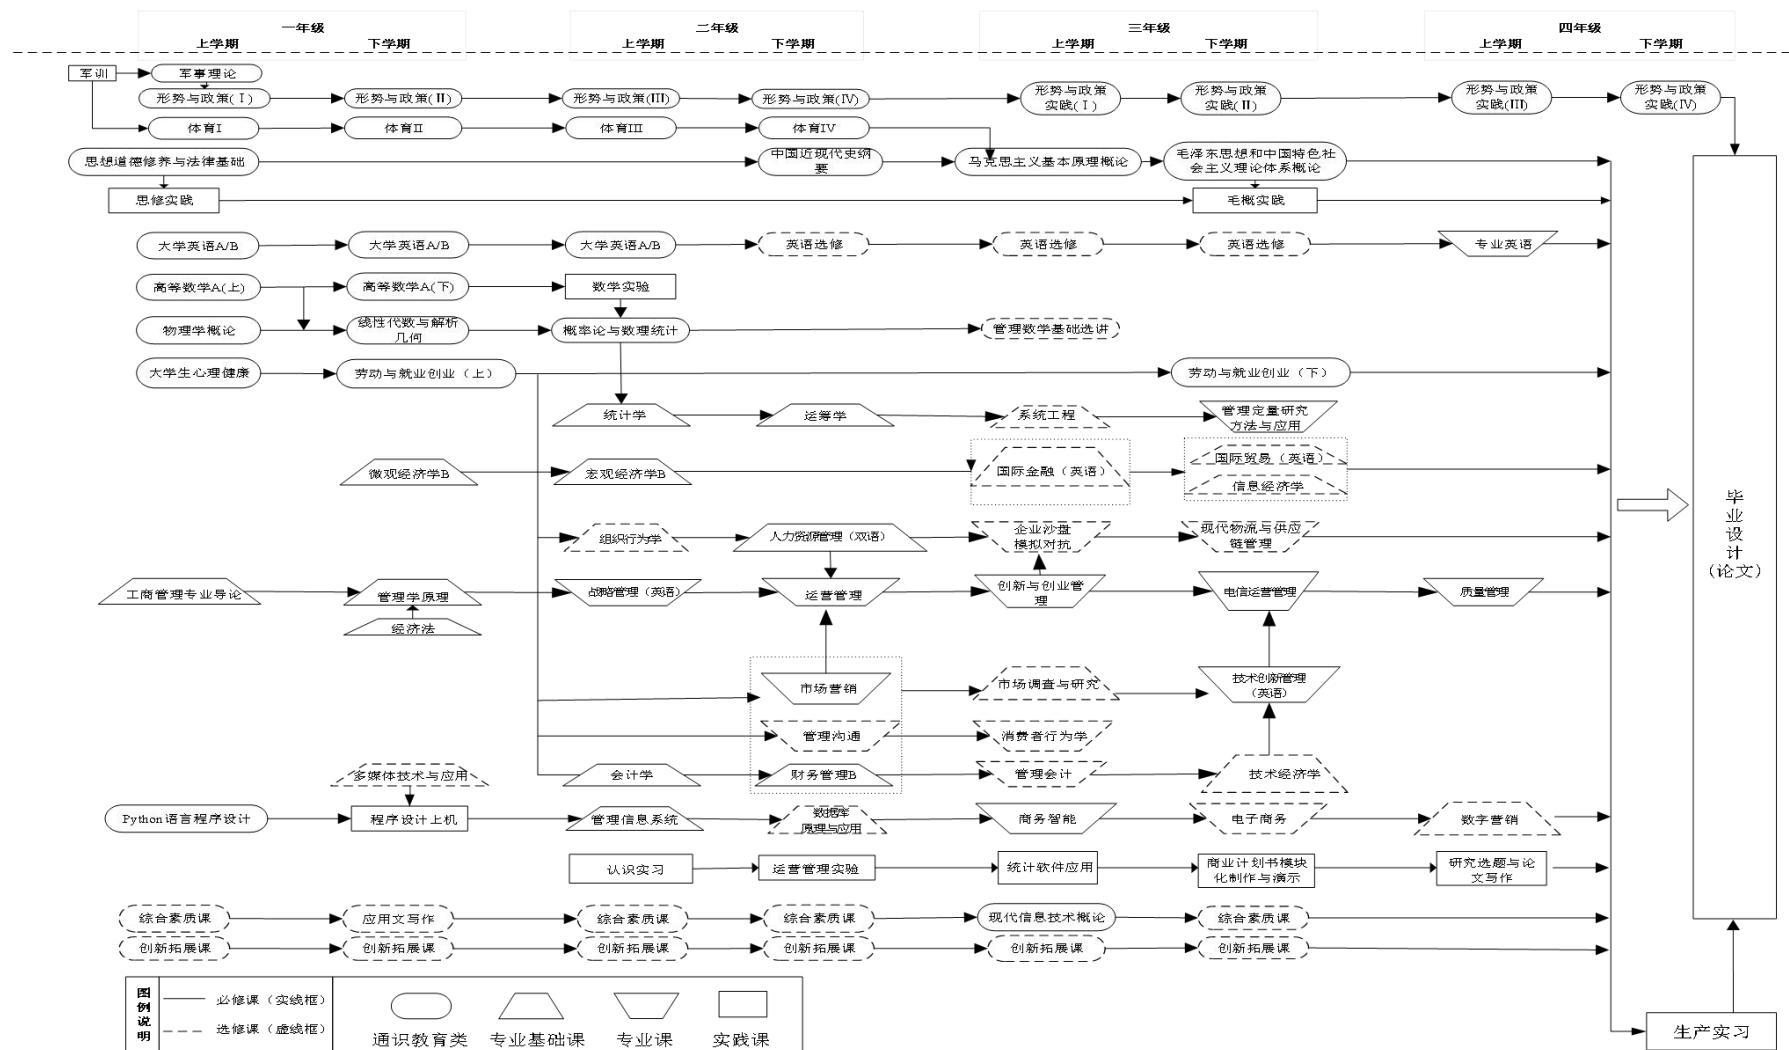 一年级
二年级
三年级
四年级
上学期
下学期
上学期
下学期
上学期
下学期
上学期
下学期
军训
军事理论
形势与政策(Ⅰ)
形势与政策(Ⅱ)
形势与政策(Ⅲ)
形势与政策(Ⅳ)
形势与政策
实践(Ⅰ)
形势与政策
实践(Ⅱ)
形势与政策
实践(Ⅲ)
形势与政策
实践(Ⅳ)
体育Ⅰ
体育Ⅱ
体育Ⅲ
体育Ⅳ
思想道德修养与法律基础
中国近现代史纲
要
马克思主义基本原理概论
毛泽东思想和中国特色社
会主义理论体系概论
思修实践
毛概实践
大学英语A/B
大学英语A/B
大学英语A/B
英语选修
英语选修
英语选修
专业英语
高等数学A(上)
高等数学A(下)
数学实验
物理学概论
线性代数与解析
几何
概率论与数理统计
管理数学基础选讲
大学生心理健康
劳动与就业创业（上）
劳动与就业创业（下）
统计学
运筹学
系统工程
管理定量研究
方法与应用
微观经济学B
宏观经济学B
国际金融（英语）
国际贸易（英语）
信息经济学
组织行为学
人力资源管理（双语）
企业沙盘
模拟对抗
现代物流与供应
链管理
工商管理专业导论
管理学原理
战略管理（英语）
运营管理
创新与创业管
理
电信运营管理
质量管理
经济法
市场营销
市场调查与研究
技术创新管理
（英语）
管理沟通
消费者行为学
多媒体技术与应用
会计学
财务管理B
管理会计
技术经济学
Python语言程序设计
程序设计上机
管理信息系统
数据库
原理与应用
商务智能
电子商务
数字营销
认识实习
运营管理实验
统计软件应用
商业计划书模块
化制作与演示
研究选题与论
文写作
综合素质课
应用文写作
综合素质课
综合素质课
现代信息技术概论
综合素质课
创新拓展课
创新拓展课
创新拓展课
创新拓展课
创新拓展课
创新拓展课
毕
业
设
计
（论文）
生产实习
图
例
说
明
必修课（实线框）
选修课（虚线框）
通识教育类
专业基础课
专业课
实践课